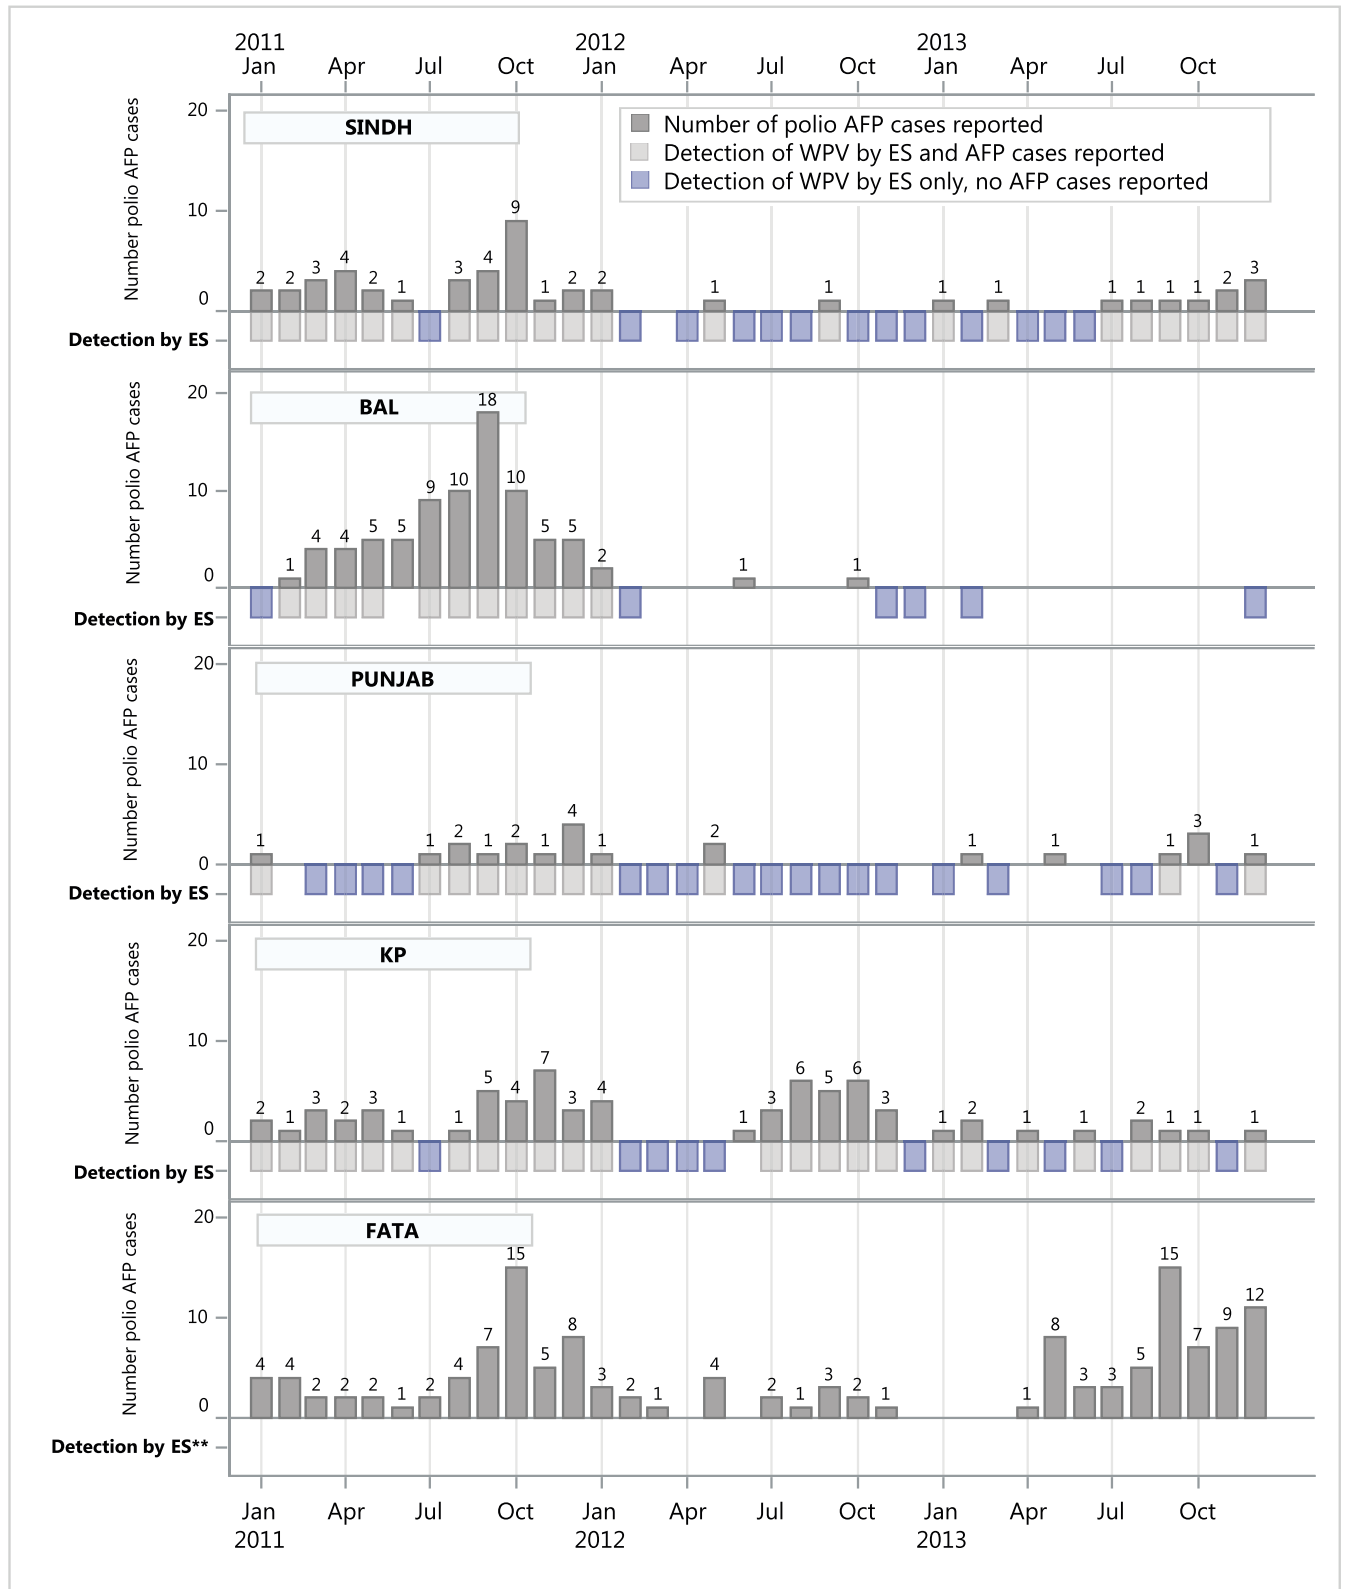 2011 2012 2013
Jan Apr Jul Oct Jan Apr Jul Oct Jan Apr Jul Oct
Number polio AFP cases
20
10
0
SINDH
Number of polio AFP cases reported
Detection of WPV by ES and AFP cases reported
Detection of WPV by ES only, no AFP cases reported
2 2 3 4 2 1 3 4 9 1 2 2 1 1 1 1 1 1 1 1 2 3
Detection by ES
Number polio AFP cases
20
10
0
BAL
1 4 4 5 5 9 10 18 10 5 5 2 1 1
Detection by ES
Number polio AFP cases
20
10
0
PUNJAB
1 1 2 1 2 1 4 1 2 1 1 1 3 1
Detection by ES
Number polio AFP cases
20
10
0
KP
2 1 3 2 3 1 1 5 4 7 3 4 1 3 6 5 6 3 1 2 1 1 2 1 1 1
Detection by ES
Number polio AFP cases
20
10
0
FATA
4 4 2 2 2 1 2 4 7 15 5 8 3 2 1 4 2 1 3 2 1 1 8 3 3 5 15 7 9 12
Detection by ES**
Jan Apr Jul Oct Jan Apr Jul Oct Jan Apr Jul Oct
2011 2012 2013